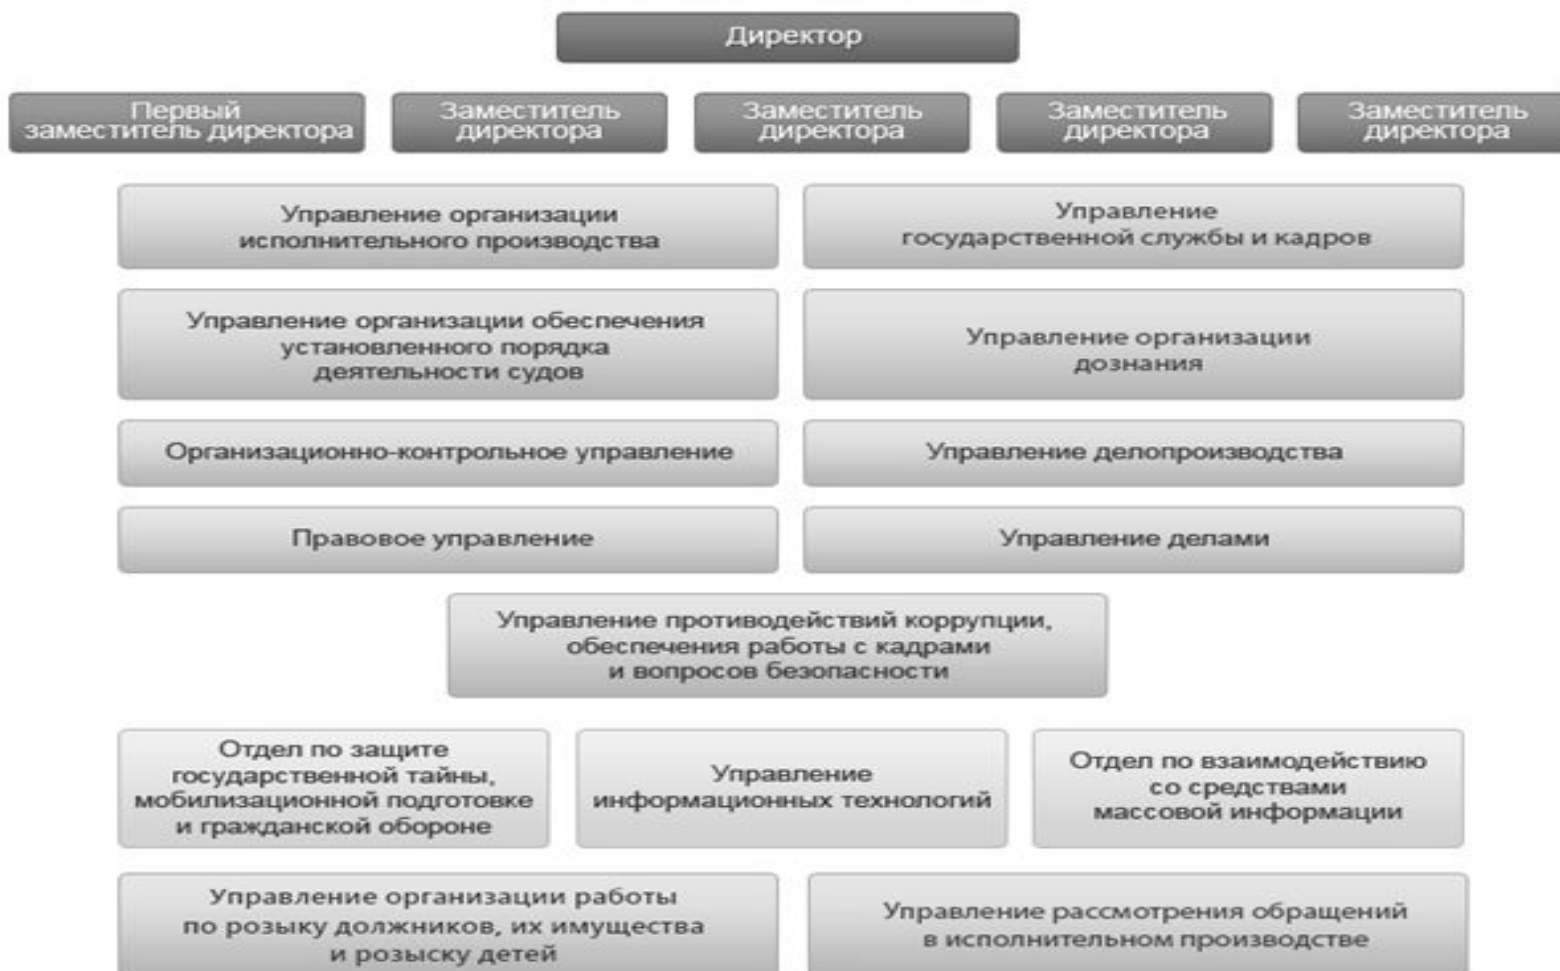 Директор
Первый
заместитель директора
Заместитель
директора
Заместитель
директора
Заместитель
директора
Заместитель
директора
Управление организации
исполнительного производства
Управление
государственной службы и кадров
Управление организации обеспечения
установленного порядка
деятельности судов
Управление организации
дознания
Организационно-контрольное управление
Управление делопроизводства
Правовое управление
Управление делами
Управление противодействий коррупции,
обеспечения работы с кадрами
и вопросов безопасности
Отдел по защите
государственной тайны,
мобилизационной подготовке
и гражданской обороне
Управление
информационных технологий
Отдел по взаимодействию
со средствами
массовой информации
Управление организации работы
по розыку должников, их имущества
и розыску детей
Управление рассмотрения обращений
в исполнительном производстве